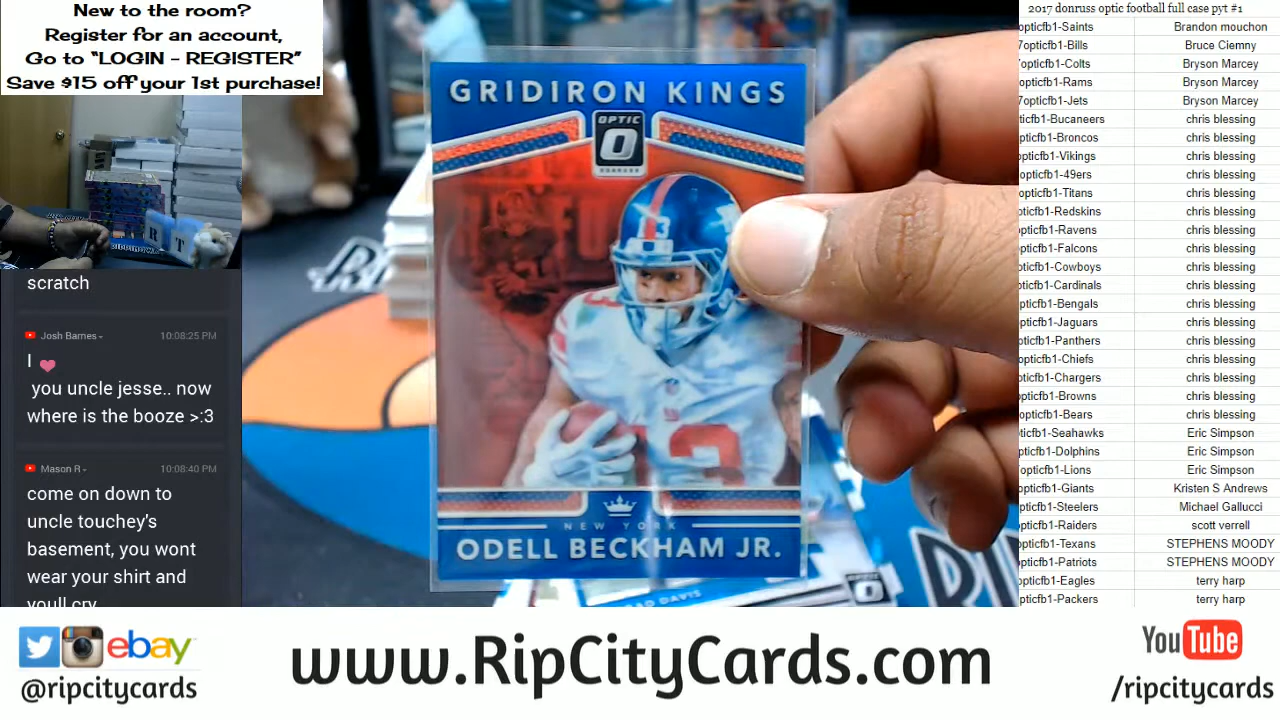 New to the room?
Register for an account,
Go to “LOGIN - REGISTER”
Save $15 off your 1st purchase!
scratch
Josh Barnes - 10:08:25 PM
I ❤
you uncle jesse.. now
where is the booze >:3
Mason R - 10:08:40 PM
come on down to
uncle touchey's
basement, you wont
wear your shirt and
youll cry
GRIDIRON KINGS
OPTIC
DONRUSS
13
NEW YORK
ODELL BECKHAM JR.
DAVIS
2017 donruss optic football full case pyt #1
opticfb1-Saints Brandon mouchon
7opticfb1-Bills Bruce Ciemny
7opticfb1-Colts Bryson Marcey
opticfb1-Rams Bryson Marcey
7opticfb1-Jets Bryson Marcey
opticfb1-Bucaneers chris blessing
opticfb1-Broncos chris blessing
opticfb1-Vikings chris blessing
opticfb1-49ers chris blessing
opticfb1-Titans chris blessing
opticfb1-Redskins chris blessing
opticfb1-Ravens chris blessing
opticfb1-Falcons chris blessing
opticfb1-Cowboys chris blessing
pticfb1-Cardinals chris blessing
opticfb1-Bengals chris blessing
opticfb1-Jaguars chris blessing
opticfb1-Panthers chris blessing
opticfb1-Chiefs chris blessing
opticfb1-Chargers chris blessing
opticfb1-Browns chris blessing
opticfb1-Bears chris blessing
pticfb1-Seahawks Eric Simpson
opticfb1-Dolphins Eric Simpson
opticfb1-Lions Eric Simpson
opticfb1-Giants Kristen S Andrews
opticfb1-Steelers Michael Gallucci
opticfb1-Raiders scott verrell
opticfb1-Texans STEPHENS MOODY
opticfb1-Patriots STEPHENS MOODY
opticfb1-Eagles terry harp
opticfb1-Packers terry harp
ebay
@ripcitycards
www.RipCityCards.com
YouTube
/ripcitycards